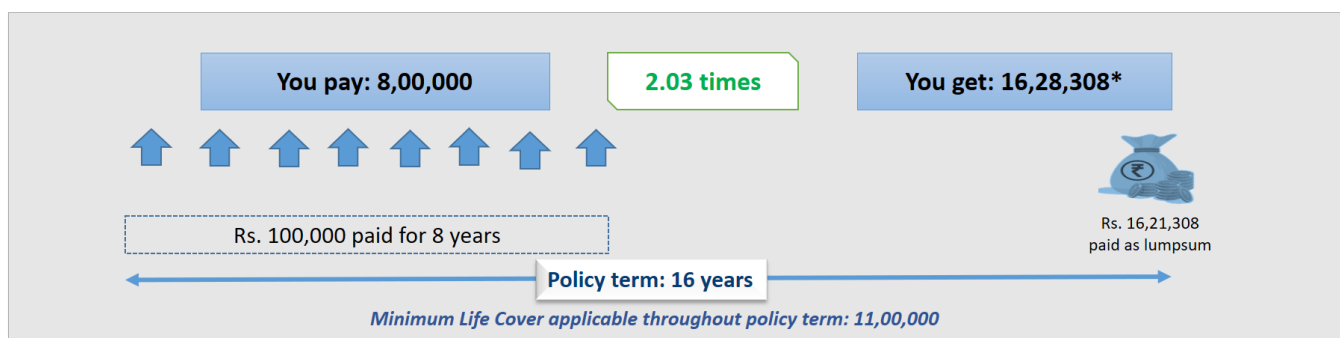 You pay: 8,00,000
2.03 times
You get: 16,28,308*
₹
Rs. 100,000 paid for 8 years
Rs. 16,21,308
paid as lumpsum
Policy term: 16 years
Minimum Life Cover applicable throughout policy term: 11,00,000